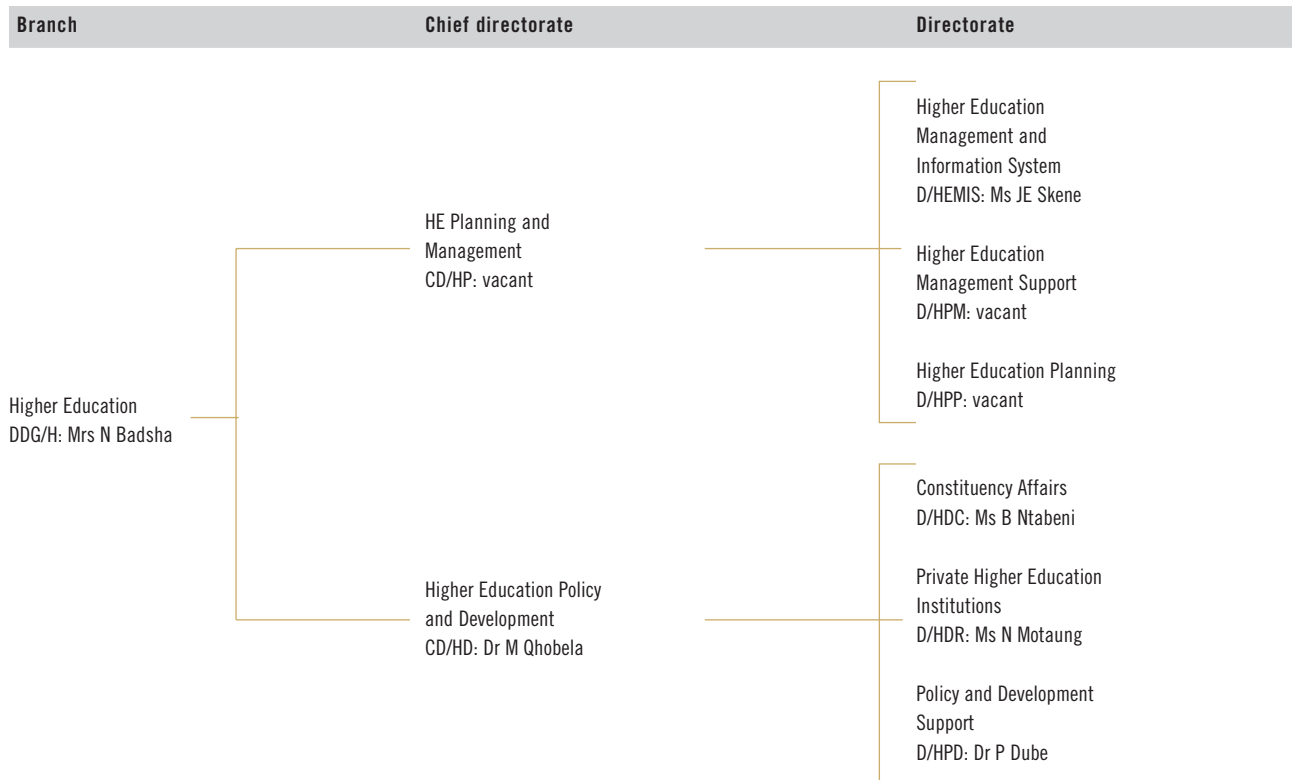 Branch Chief directorate Directorate
Higher Education
Management and
Information System
D/HEMIS: Ms JE Skene
HE Planning and
Management
CD/HP: vacant
Higher Education
Management Support
D/HPM: vacant
Higher Education Planning
D/HPP: vacant
Higher Education
DDG/H: Mrs N Badsha
Constituency Affairs
D/HDC: Ms B Ntabeni
Higher Education Policy
and Development
CD/HD: Dr M Qhobela
Private Higher Education
Institutions
D/HDR: Ms N Motaung
Policy and Development
Support
D/HPD: Dr P Dube